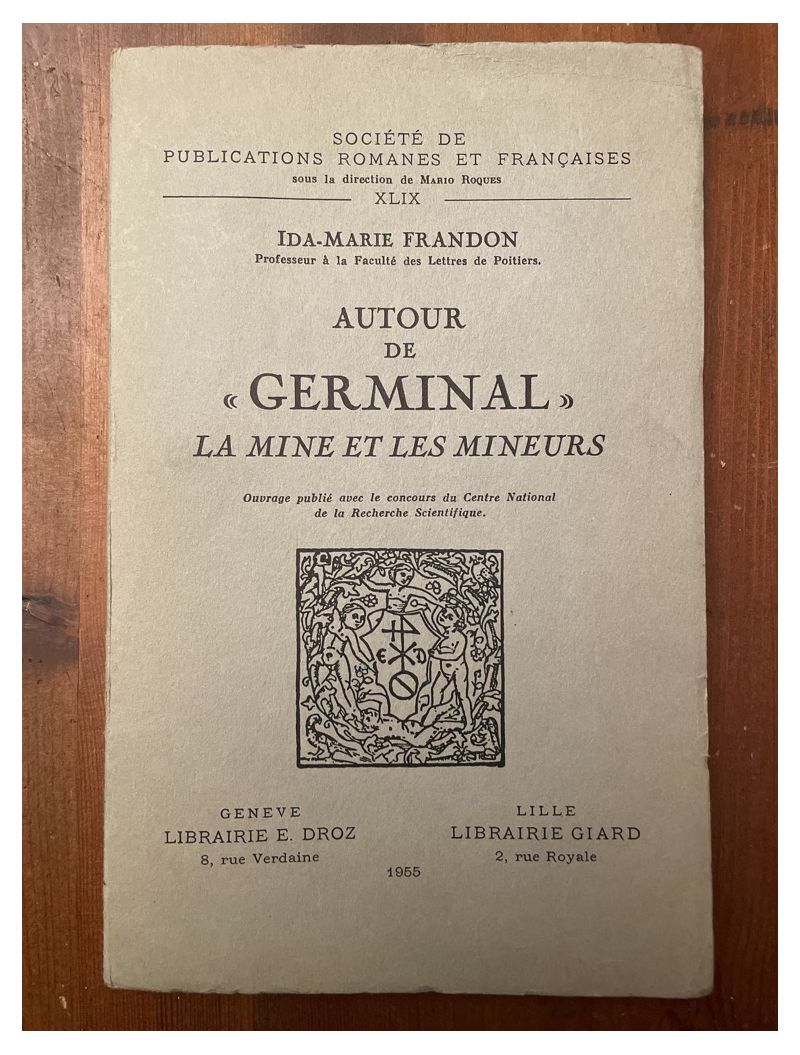 SOCIÉTÉ DE
PUBLICATIONS ROMANES ET FRANÇAISES
sous la direction de MARIO ROQUES
XLIX
IDA-MARIE FRANDON
Professeur à la Faculté des Lettres de Poitiers.
AUTOUR
DE
« GERMINAL »
LA MINE ET LES MINEURS
Ouvrage publié avec le concours du Centre National
de la Recherche Scientifique.
E D
GENEVE
LIBRAIRIE E. DROZ
8, rue Verdaine
LILLE
LIBRAIRIE GIARD
2, rue Royale
1955